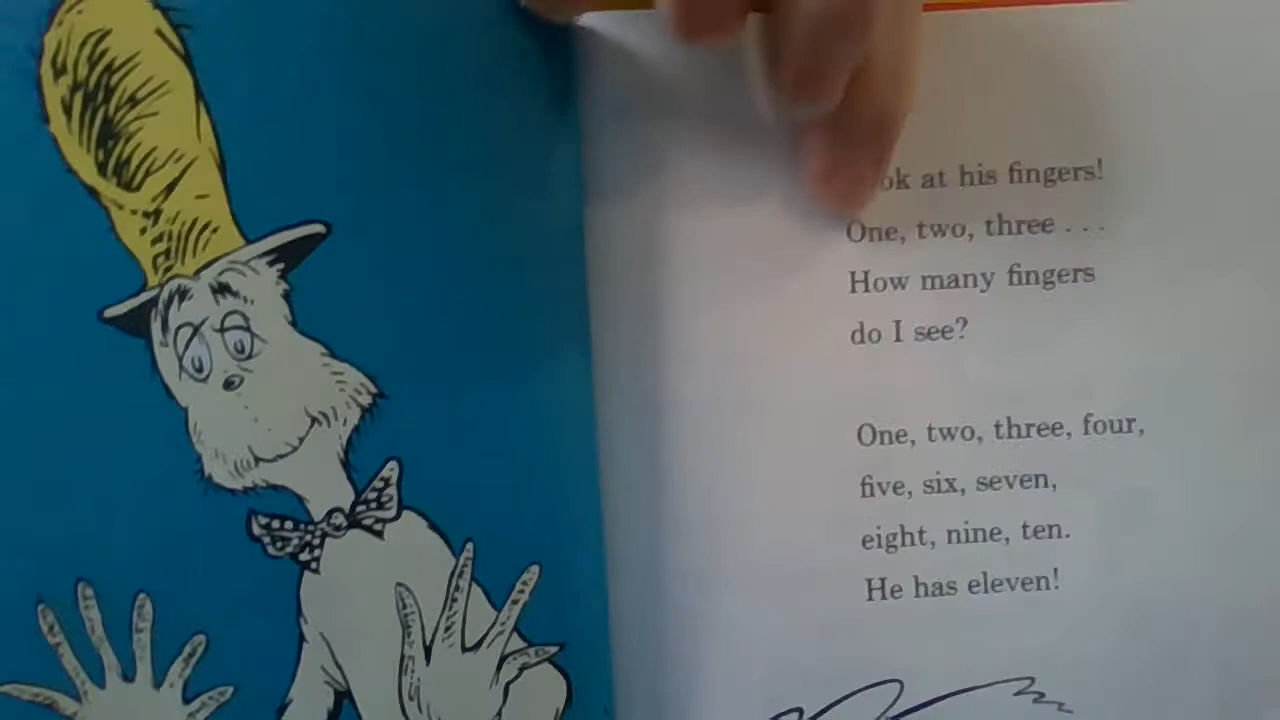 ok at his fingers!
One, two, three . . .
How many fingers
do I see?
One, two, three, four,
five, six, seven,
eight, nine, ten.
He has eleven!